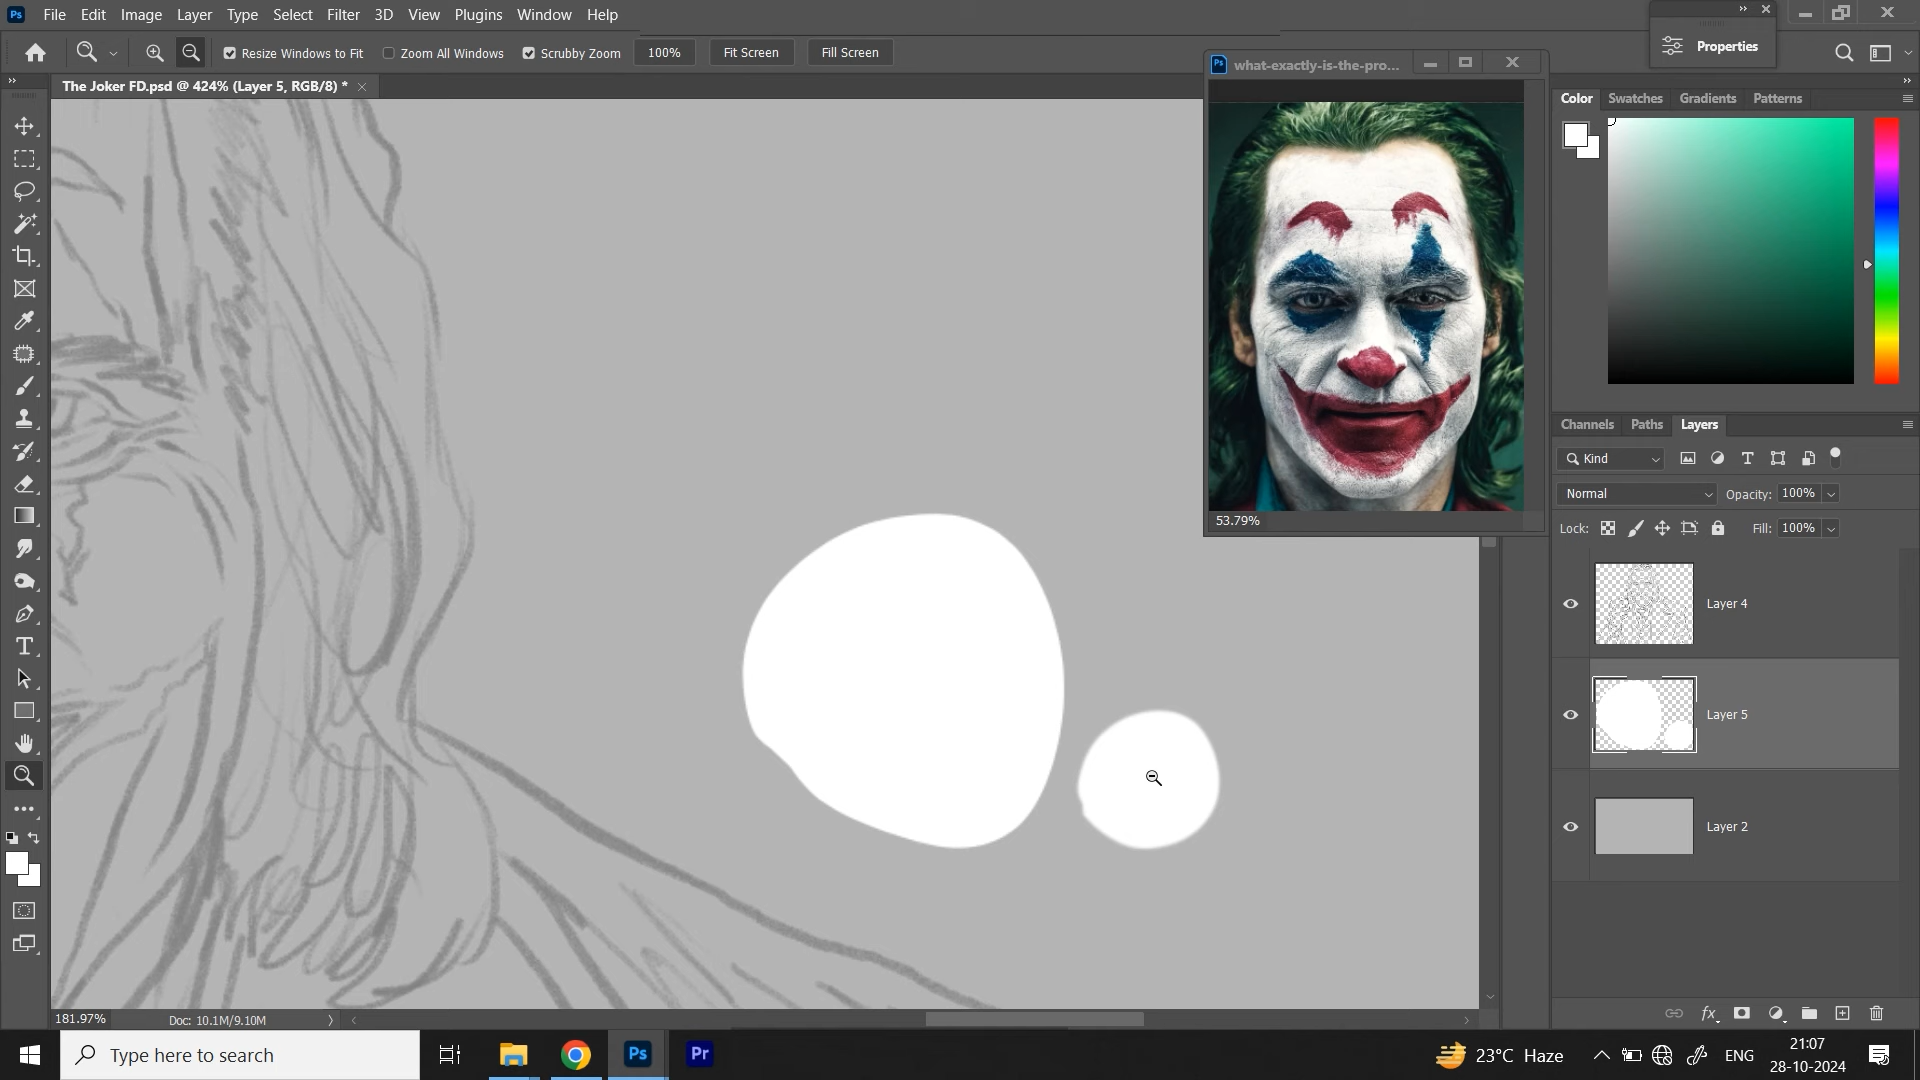 Ps File Edit Image Layer Type Select Filter 3D View Plugins Window Help
Resize Windows to Fit Zoom All Windows Scrubby Zoom 100% Fit Screen Fill Screen
Properties
The Joker FD.psd @ 424% (Layer 5, RGB/8) *
Ps what-exactly-is-the-pro...
53.79%
Color Swatches Gradients Patterns
Channels Paths Layers
Kind
Normal Opacity: 100%
Lock: Fill: 100%
Layer 4
Layer 5
Layer 2
181.97% Doc: 10.1M/9.10M
Type here to search
Ps Pr
23°C Haze
ENG
21:07
28-10-2024